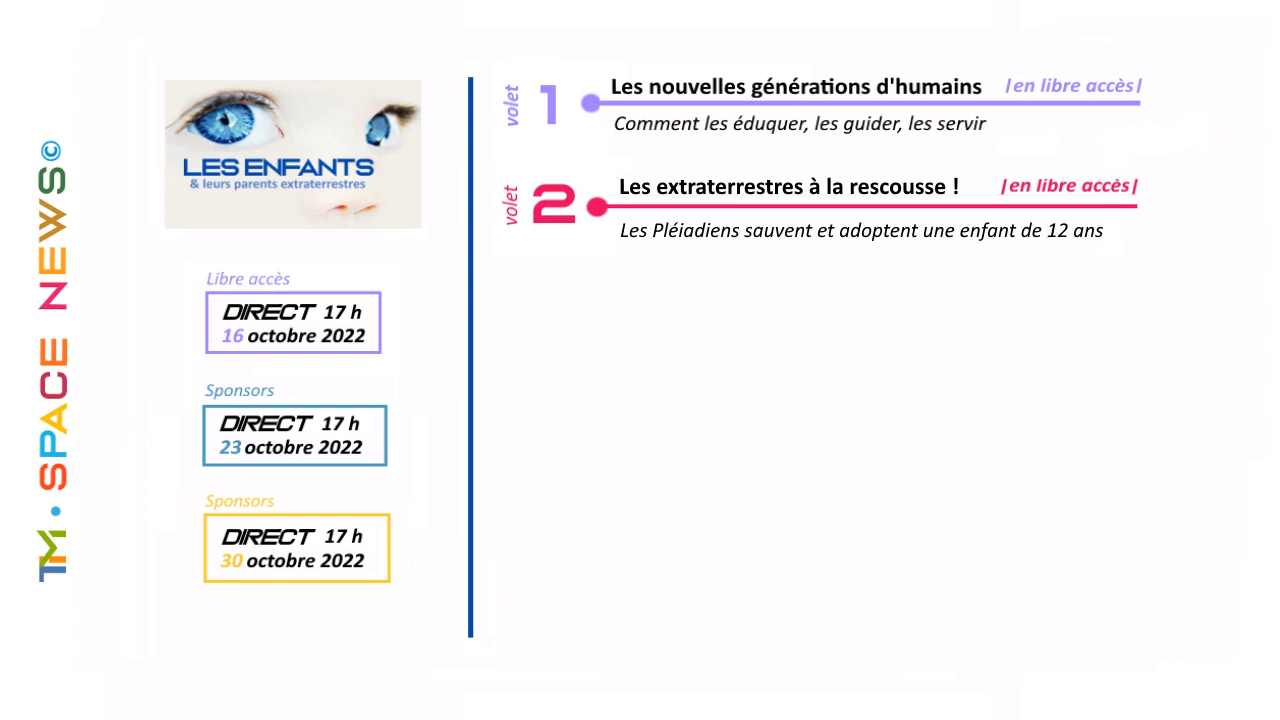 TM • SPACE NEWS©
LES ENFANTS
& leurs parents extraterrestres
Libre accès
DIRECT 17 h
16 octobre 2022
Sponsors
DIRECT 17 h
23 octobre 2022
Sponsors
DIRECT 17 h
30 octobre 2022
volet 1 Les nouvelles générations d'humains |en libre accès|
Comment les éduquer, les guider, les servir
volet 2 Les extraterrestres à la rescousse ! |en libre accès|
Les Pléiadiens sauvent et adoptent une enfant de 12 ans